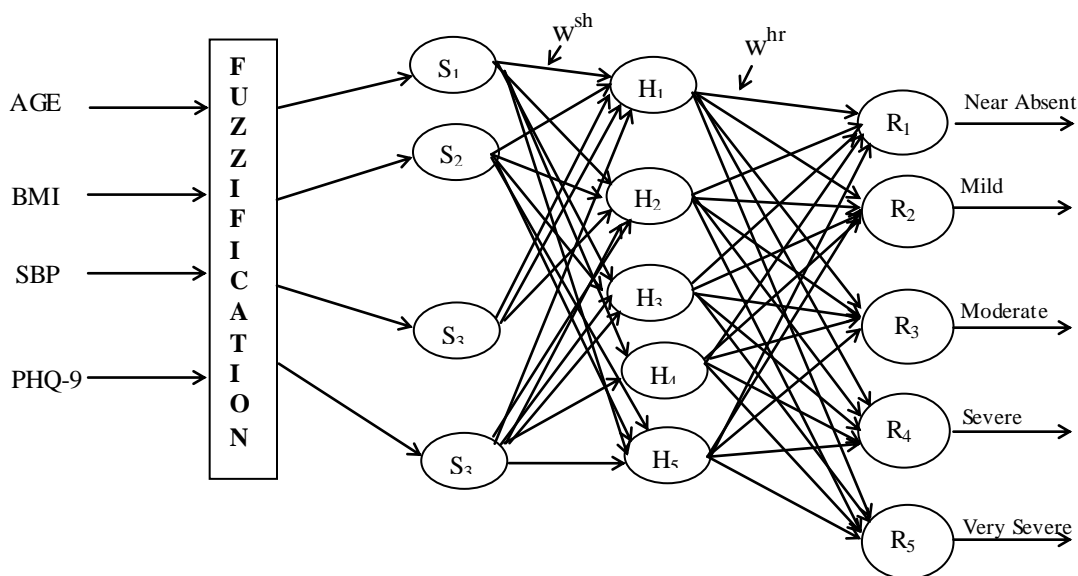 AGE
BMI
SBP
PHQ-9
FUZZIFICATION
S1
S2
S3
S3
W^sh
H1
H2
H3
H4
H5
W^hr
R1
R2
R3
R4
R5
Near Absent
Mild
Moderate
Severe
Very Severe